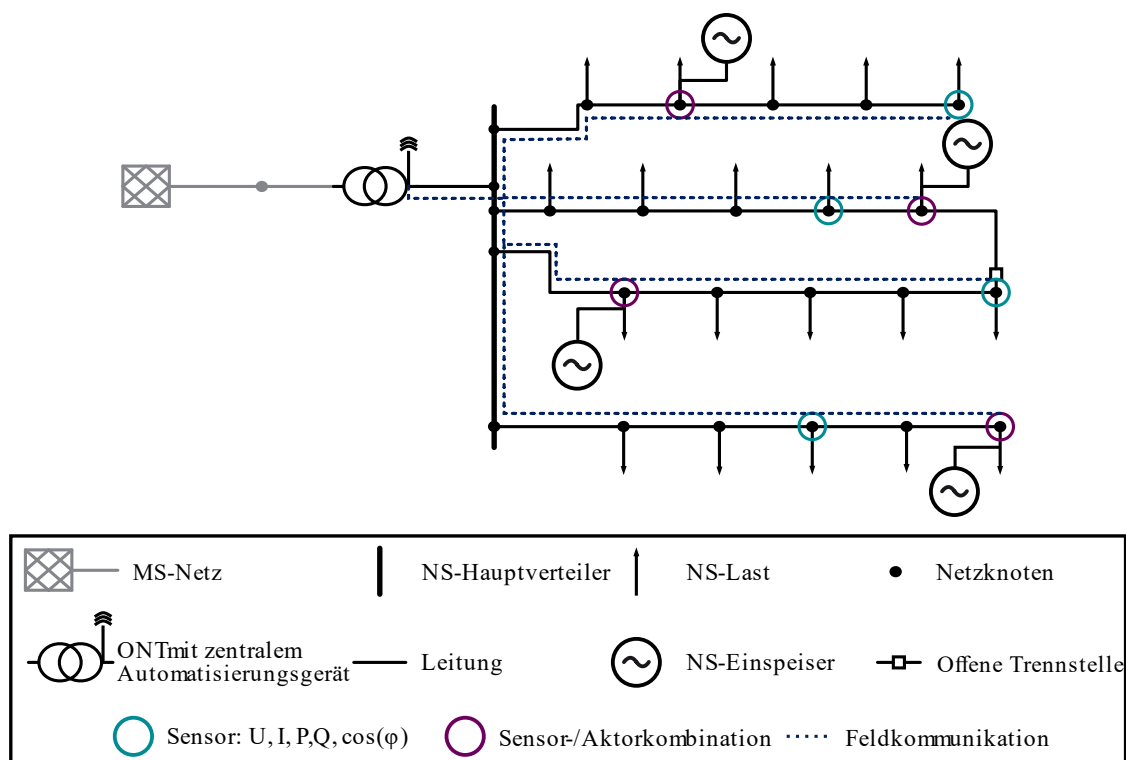 MS-Netz
NS-Hauptverteiler
NS-Last
Netzknoten
ONTmit zentralem
Automatisierungsgerät
Leitung
NS-Einspeiser
Offene Trennstelle
Sensor: U, I, P,Q, cos(φ)
Sensor-/Aktorkombination
Feldkommunikation